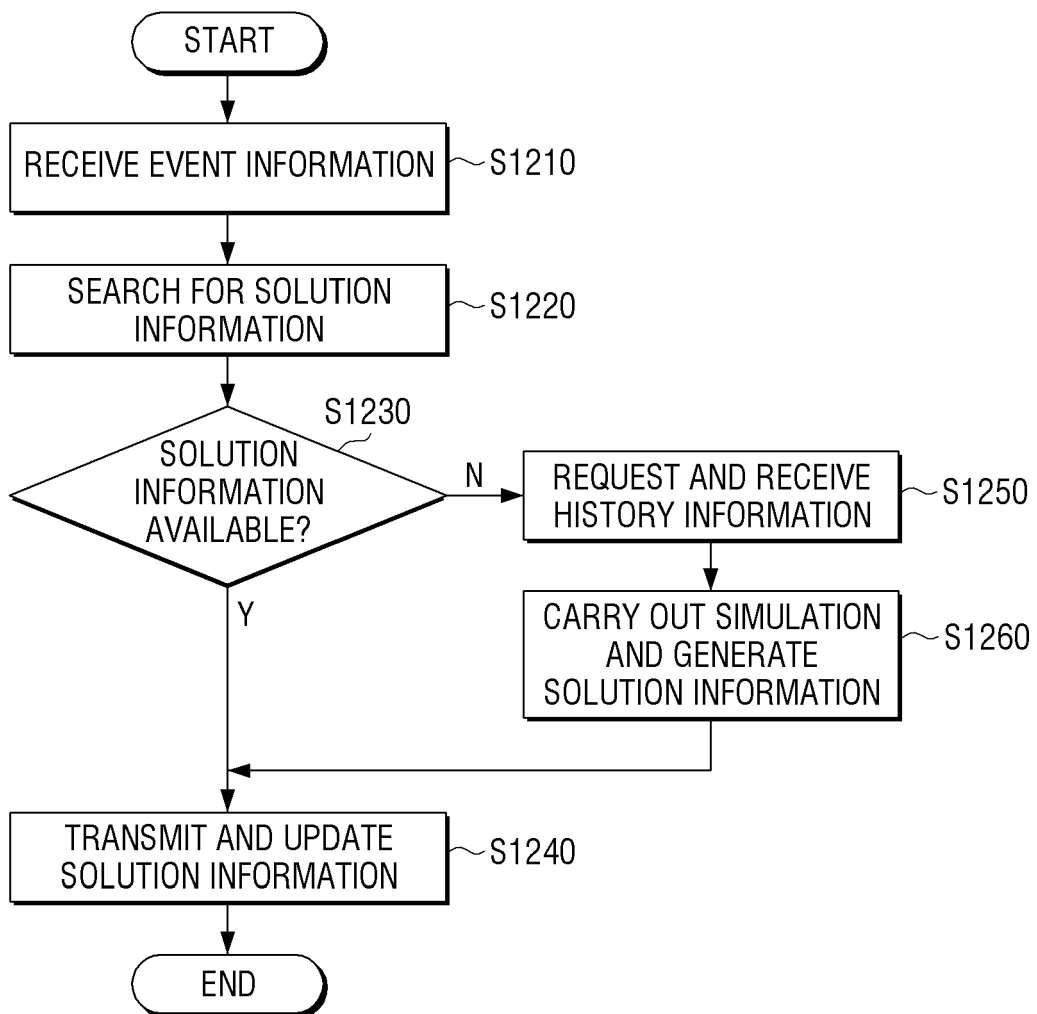 START
RECEIVE EVENT INFORMATION
S1210
SEARCH FOR SOLUTION
INFORMATION
S1220
S1230
SOLUTION
INFORMATION
AVAILABLE?
N
Y
REQUEST AND RECEIVE
HISTORY INFORMATION
S1250
CARRY OUT SIMULATION
AND GENERATE
SOLUTION INFORMATION
S1260
TRANSMIT AND UPDATE
SOLUTION INFORMATION
S1240
END